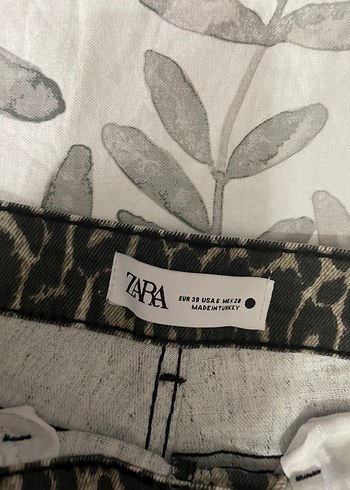 ZARA
EUR 38 USA 6 MEX 28
MADE IN TURKEY